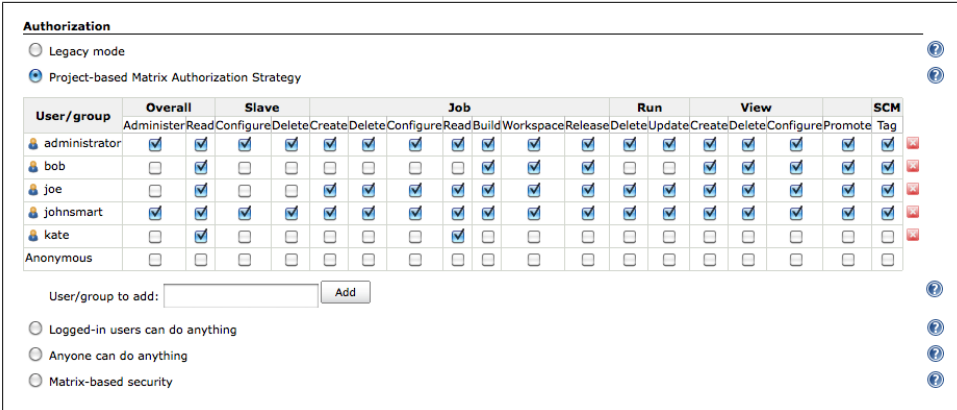 Authorization
Legacy mode
Project-based Matrix Authorization Strategy
User/group Overall Slave Job Run View SCM
Administer Read Configure Delete Create Delete Configure Read Build Workspace Release Delete Update Create Delete Configure Promote Tag
administrator
bob
joe
johnsmart
kate
Anonymous
User/group to add: Add
Logged-in users can do anything
Anyone can do anything
Matrix-based security